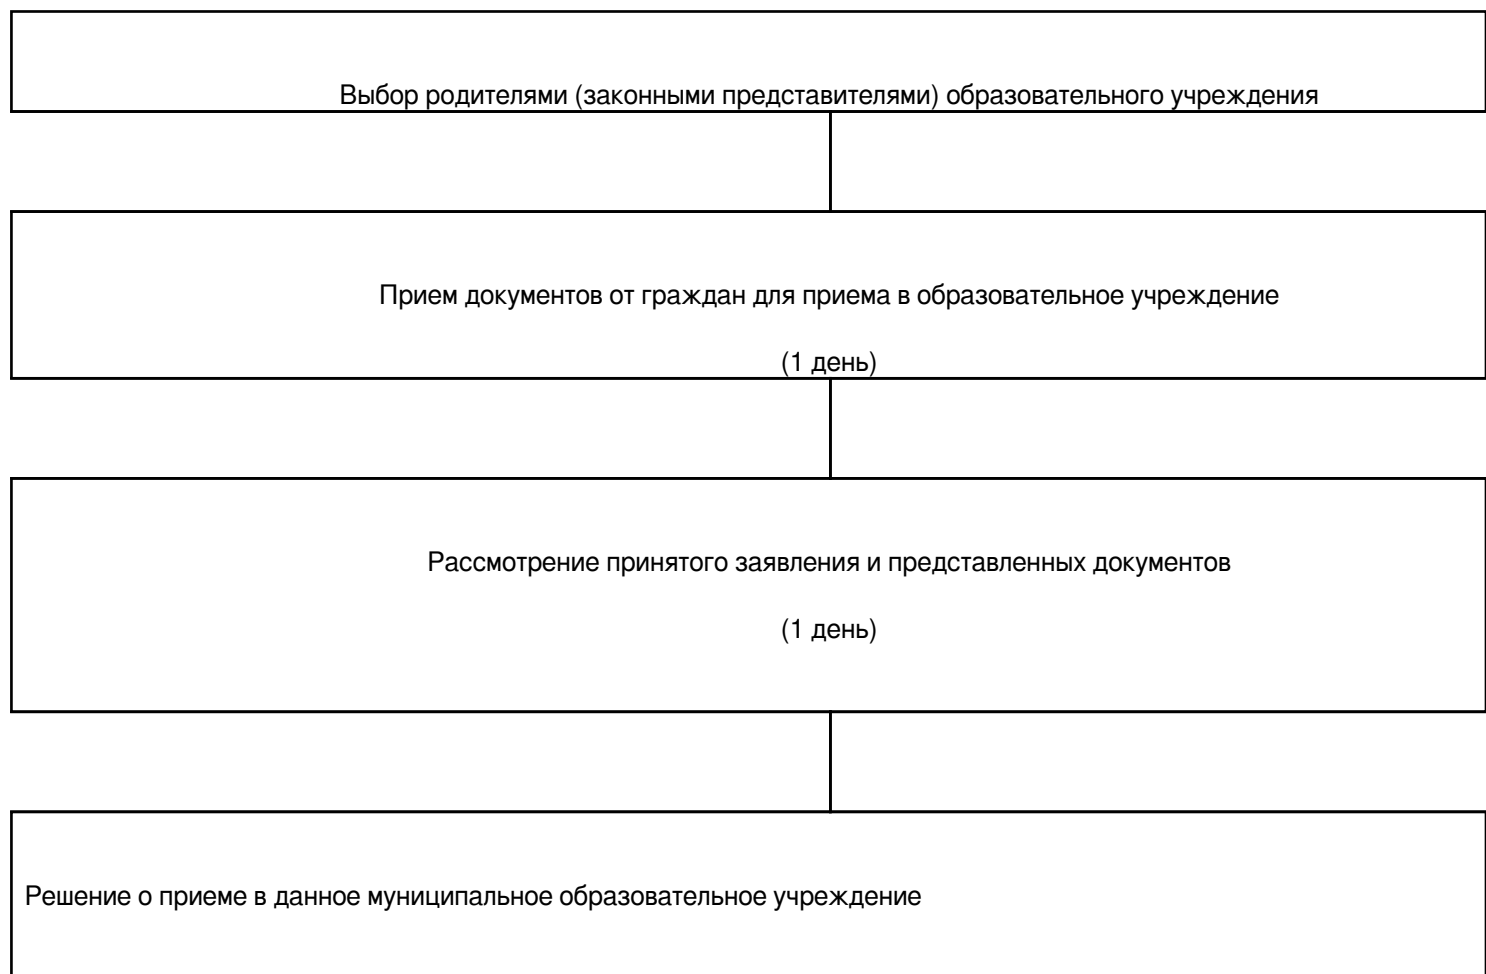 Выбор родителями (законными представителями) образовательного учреждения
Прием документов от граждан для приема в образовательное учреждение
(1 день)
Рассмотрение принятого заявления и представленных документов
(1 день)
Решение о приеме в данное муниципальное образовательное учреждение